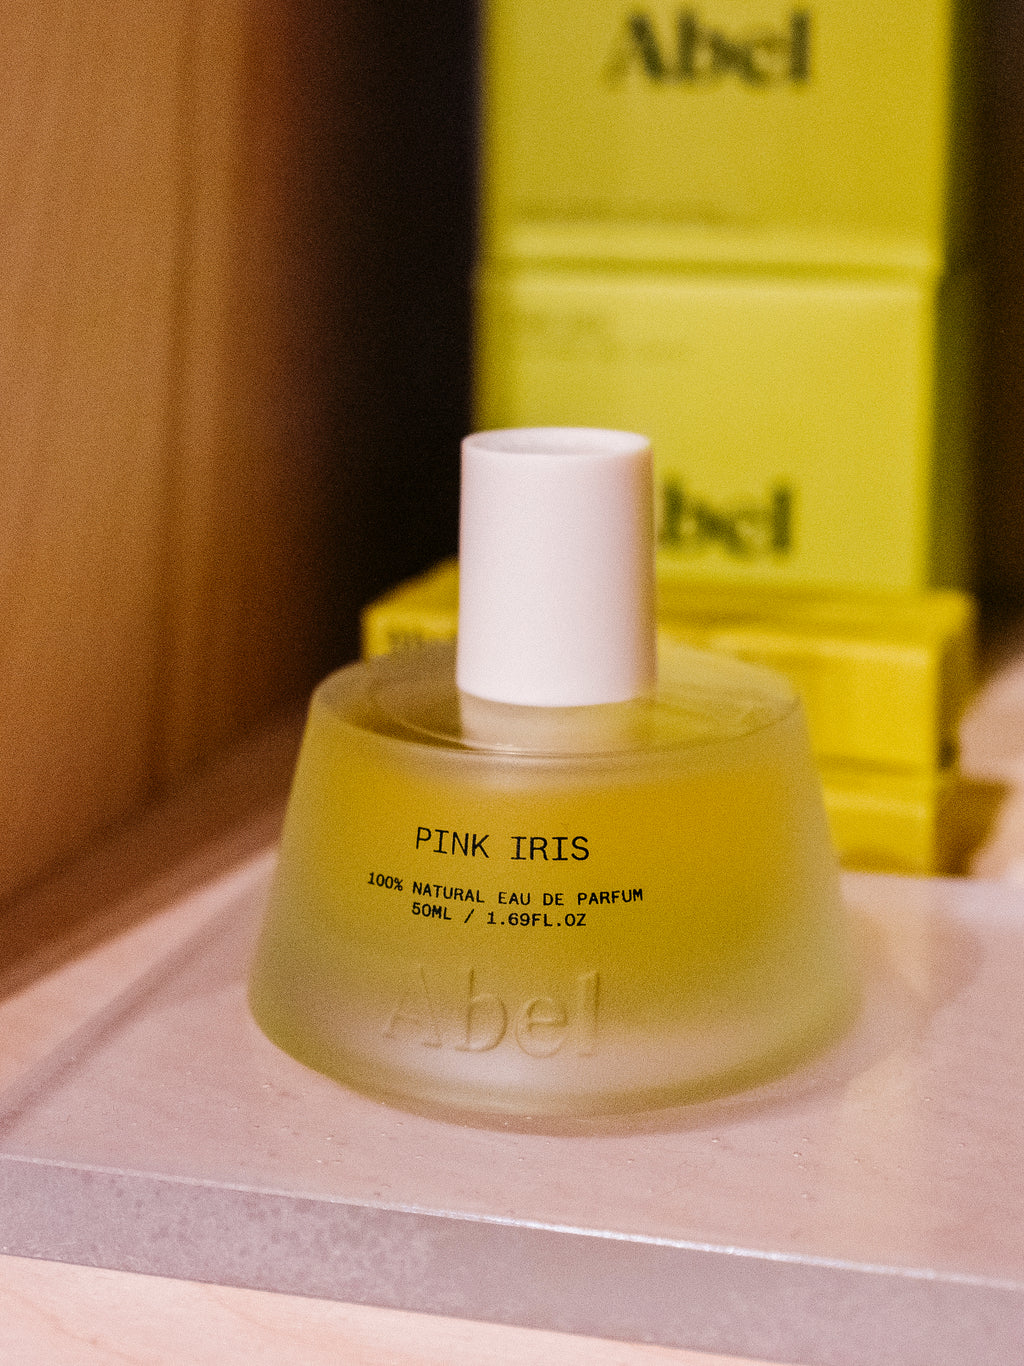 Abel
Abel
PINK IRIS
100% NATURAL EAU DE PARFUM
50ML / 1.69FL.OZ
Abel